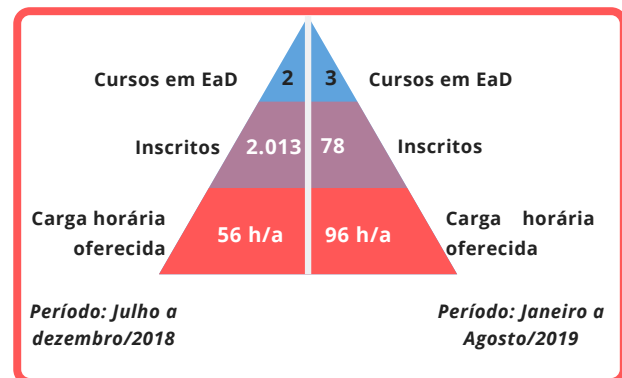 Cursos em EaD 2 3 Cursos em EaD
Inscritos 2.013 78 Inscritos
Carga horária oferecida 56 h/a 96 h/a Carga horária oferecida
Período: Julho a
dezembro/2018
Período: Janeiro a
Agosto/2019